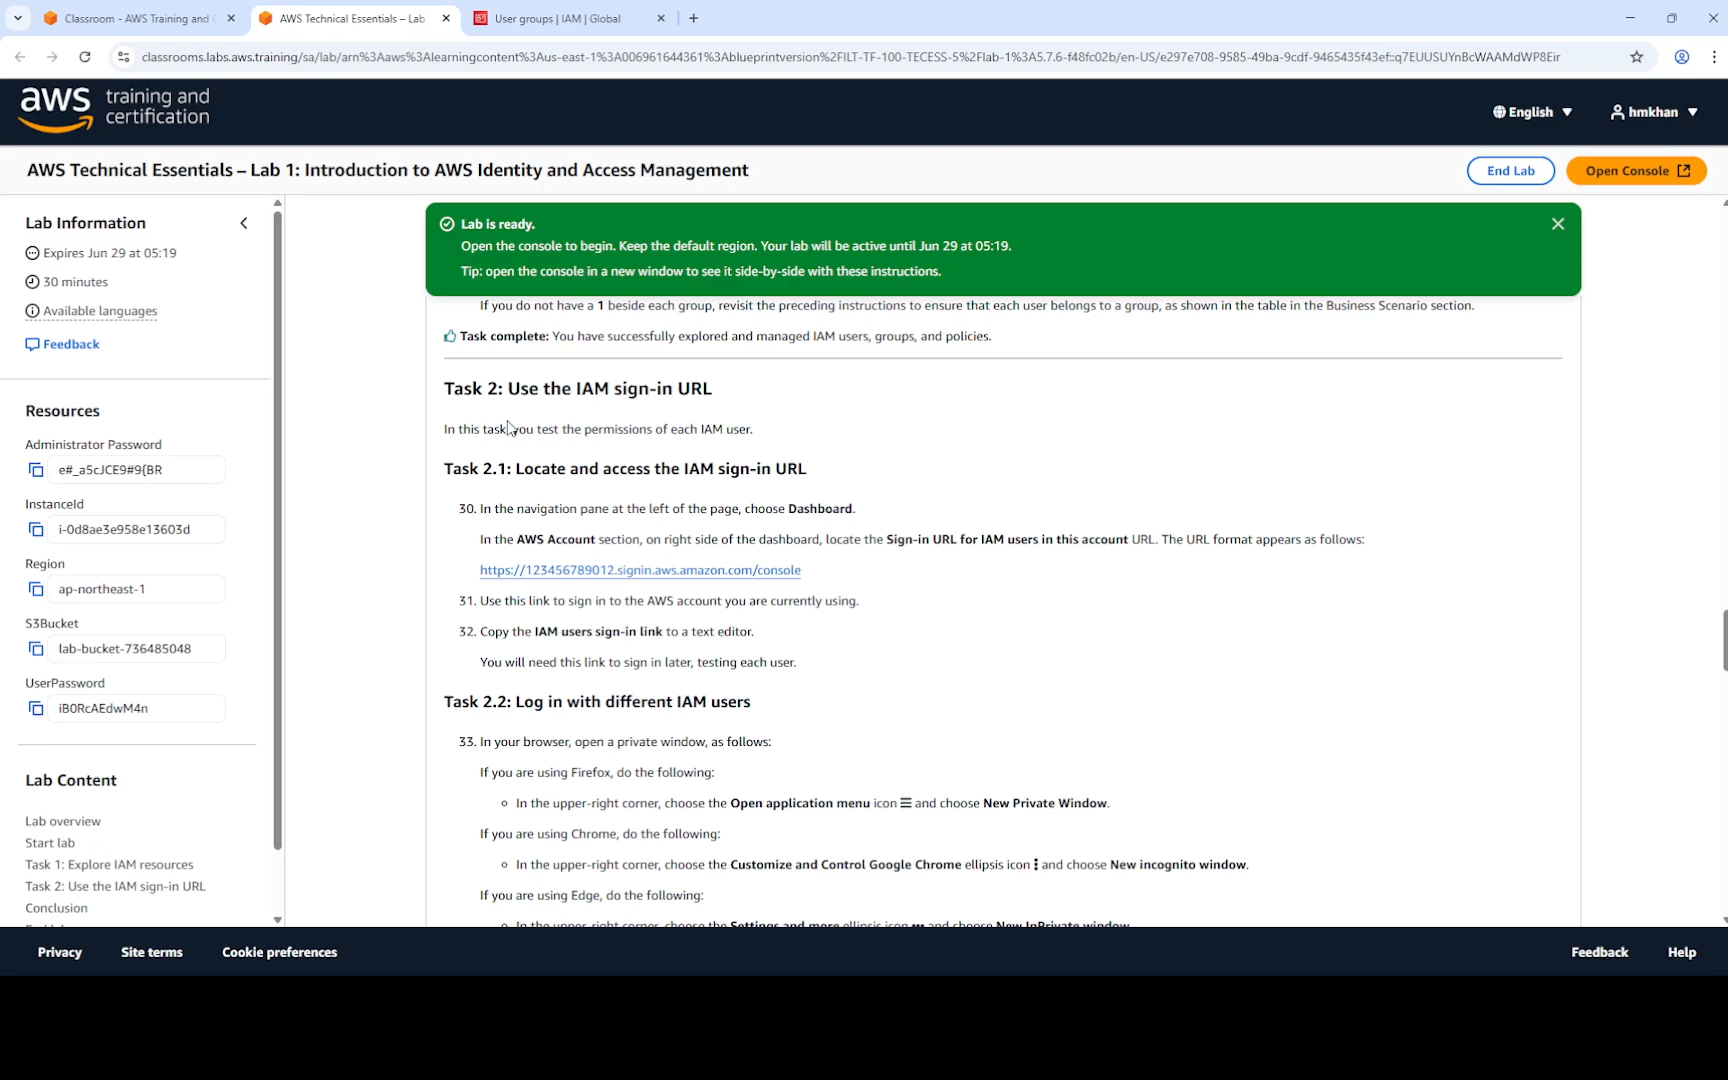 Classroom - AWS Training and
AWS Technical Essentials – Lab
User groups | IAM | Global
classrooms.labs.aws.training/sa/lab/arn%3Aaws%3Alearningcontent%3Aus-east-1%3A006961644361%3Ablueprintversion%2FILT-TF-100-TECESS-5%2Flab-1%3A5.7.6-f48fc02b/en-US/e297e708-9585-49ba-9cdf-9465435f43ef::q7EUUSUYnBcWAAMdWP8Eir
aws training and certification
English
hmkhan
AWS Technical Essentials – Lab 1: Introduction to AWS Identity and Access Management
End Lab
Open Console
Lab Information
Expires Jun 29 at 05:19
30 minutes
Available languages
Feedback
Resources
Administrator Password
e#_a5cJCE9#9{BR
InstanceId
i-0d8ae3e958e13603d
Region
ap-northeast-1
S3Bucket
lab-bucket-736485048
UserPassword
iB0RcAEdwM4n
Lab Content
Lab overview
Start lab
Task 1: Explore IAM resources
Task 2: Use the IAM sign-in URL
Conclusion
Lab is ready.
Open the console to begin. Keep the default region. Your lab will be active until Jun 29 at 05:19.
Tip: open the console in a new window to see it side-by-side with these instructions.
If you do not have a 1 beside each group, revisit the preceding instructions to ensure that each user belongs to a group, as shown in the table in the Business Scenario section.
Task complete: You have successfully explored and managed IAM users, groups, and policies.
Task 2: Use the IAM sign-in URL
In this task you test the permissions of each IAM user.
Task 2.1: Locate and access the IAM sign-in URL
30. In the navigation pane at the left of the page, choose Dashboard.
In the AWS Account section, on right side of the dashboard, locate the Sign-in URL for IAM users in this account URL. The URL format appears as follows:
https://123456789012.signin.aws.amazon.com/console
31. Use this link to sign in to the AWS account you are currently using.
32. Copy the IAM users sign-in link to a text editor.
You will need this link to sign in later, testing each user.
Task 2.2: Log in with different IAM users
33. In your browser, open a private window, as follows:
If you are using Firefox, do the following:
In the upper-right corner, choose the Open application menu icon and choose New Private Window.
If you are using Chrome, do the following:
In the upper-right corner, choose the Customize and Control Google Chrome ellipsis icon and choose New incognito window.
If you are using Edge, do the following:
In the upper-right corner, choose the Settings and more ellipsis icon and choose New InPrivate window.
Privacy
Site terms
Cookie preferences
Feedback
Help